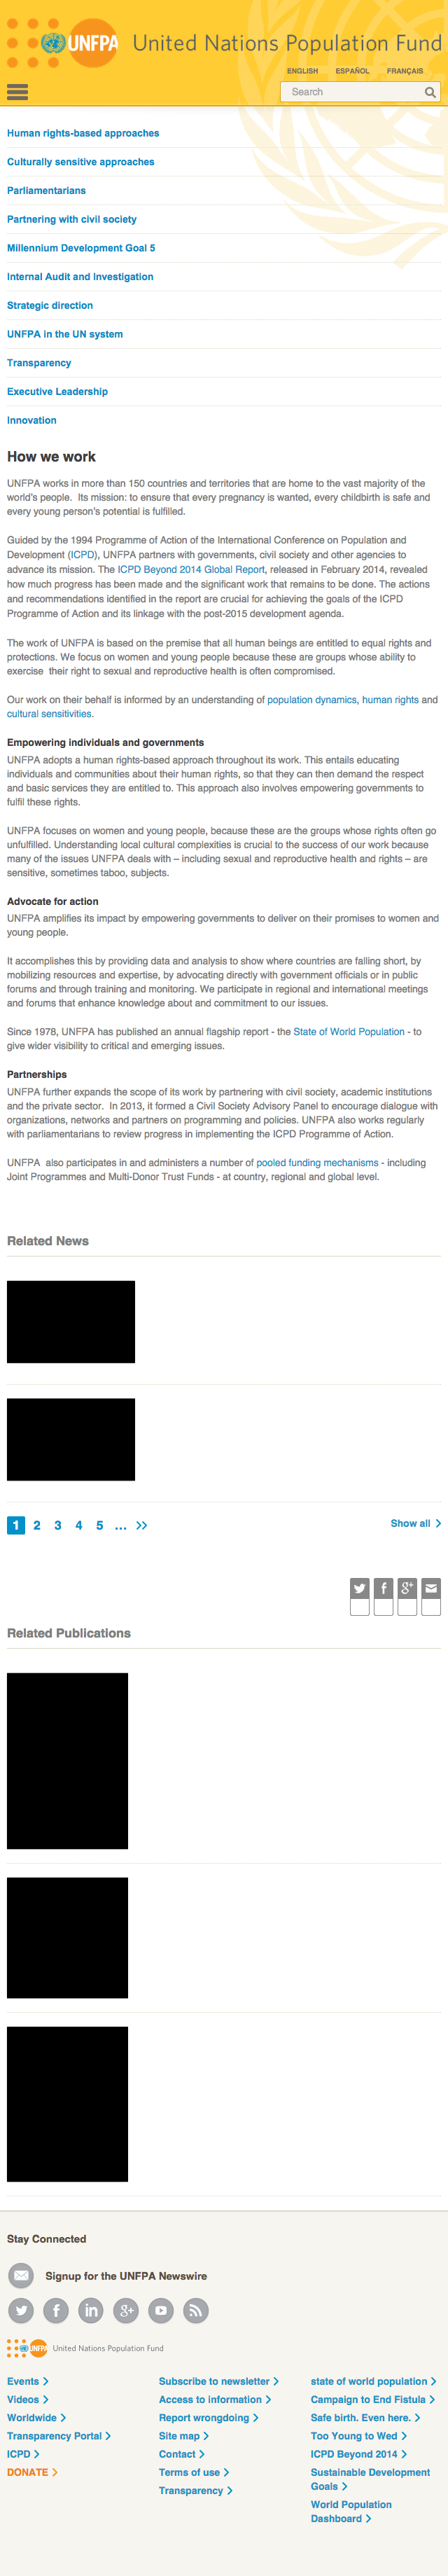 UNFPA
United Nations Population Fund
ENGLISH ESPAÑOL FRANÇAIS
Search
Human rights-based approaches
Culturally sensitive approaches
Parliamentarians
Partnering with civil society
Millennium Development Goal 5
Internal Audit and Investigation
Strategic direction
UNFPA in the UN system
Transparency
Executive Leadership
Innovation
How we work
UNFPA works in more than 150 countries and territories that are home to the vast majority of the
world's people. Its mission: to ensure that every pregnancy is wanted, every childbirth is safe and
every young person's potential is fulfilled.
Guided by the 1994 Programme of Action of the International Conference on Population and
Development (ICPD), UNFPA partners with governments, civil society and other agencies to
advance its mission. The ICPD Beyond 2014 Global Report, released in February 2014, revealed
how much progress has been made and the significant work that remains to be done. The actions
and recommendations identified in the report are crucial for achieving the goals of the ICPD
Programme of Action and its linkage with the post-2015 development agenda.
The work of UNFPA is based on the premise that all human beings are entitled to equal rights and
protections. We focus on women and young people because these are groups whose ability to
exercise their right to sexual and reproductive health is often compromised.
Our work on their behalf is informed by an understanding of population dynamics, human rights and
cultural sensitivities.
Empowering individuals and governments
UNFPA adopts a human rights-based approach throughout its work. This entails educating
individuals and communities about their human rights, so that they can then demand the respect
and basic services they are entitled to. This approach also involves empowering governments to
fulfil these rights.
UNFPA focuses on women and young people, because these are the groups whose rights often go
unfulfilled. Understanding local cultural complexities is crucial to the success of our work because
many of the issues UNFPA deals with – including sexual and reproductive health and rights – are
sensitive, sometimes taboo, subjects.
Advocate for action
UNFPA amplifies its impact by empowering governments to deliver on their promises to women and
young people.
It accomplishes this by providing data and analysis to show where countries are falling short, by
mobilizing resources and expertise, by advocating directly with government officials or in public
forums and through training and monitoring. We participate in regional and international meetings
and forums that enhance knowledge about and commitment to our issues.
Since 1978, UNFPA has published an annual flagship report - the State of World Population - to
give wider visibility to critical and emerging issues.
Partnerships
UNFPA further expands the scope of its work by partnering with civil society, academic institutions
and the private sector. In 2013, it formed a Civil Society Advisory Panel to encourage dialogue with
organizations, networks and partners on programming and policies. UNFPA also works regularly
with parliamentarians to review progress in implementing the ICPD Programme of Action.
UNFPA also participates in and administers a number of pooled funding mechanisms - including
Joint Programmes and Multi-Donor Trust Funds - at country, regional and global level.
Related News
1 2 3 4 5 ... >>
Show all >
Related Publications
Stay Connected
Signup for the UNFPA Newswire
UNFPA United Nations Population Fund
Events > Subscribe to newsletter > state of world population >
Videos > Access to information > Campaign to End Fistula >
Worldwide > Report wrongdoing > Safe birth. Even here. >
Transparency Portal > Site map > Too Young to Wed >
ICPD > Contact > ICPD Beyond 2014 >
DONATE > Terms of use > Sustainable Development
Goals >
Transparency >
World Population
Dashboard >